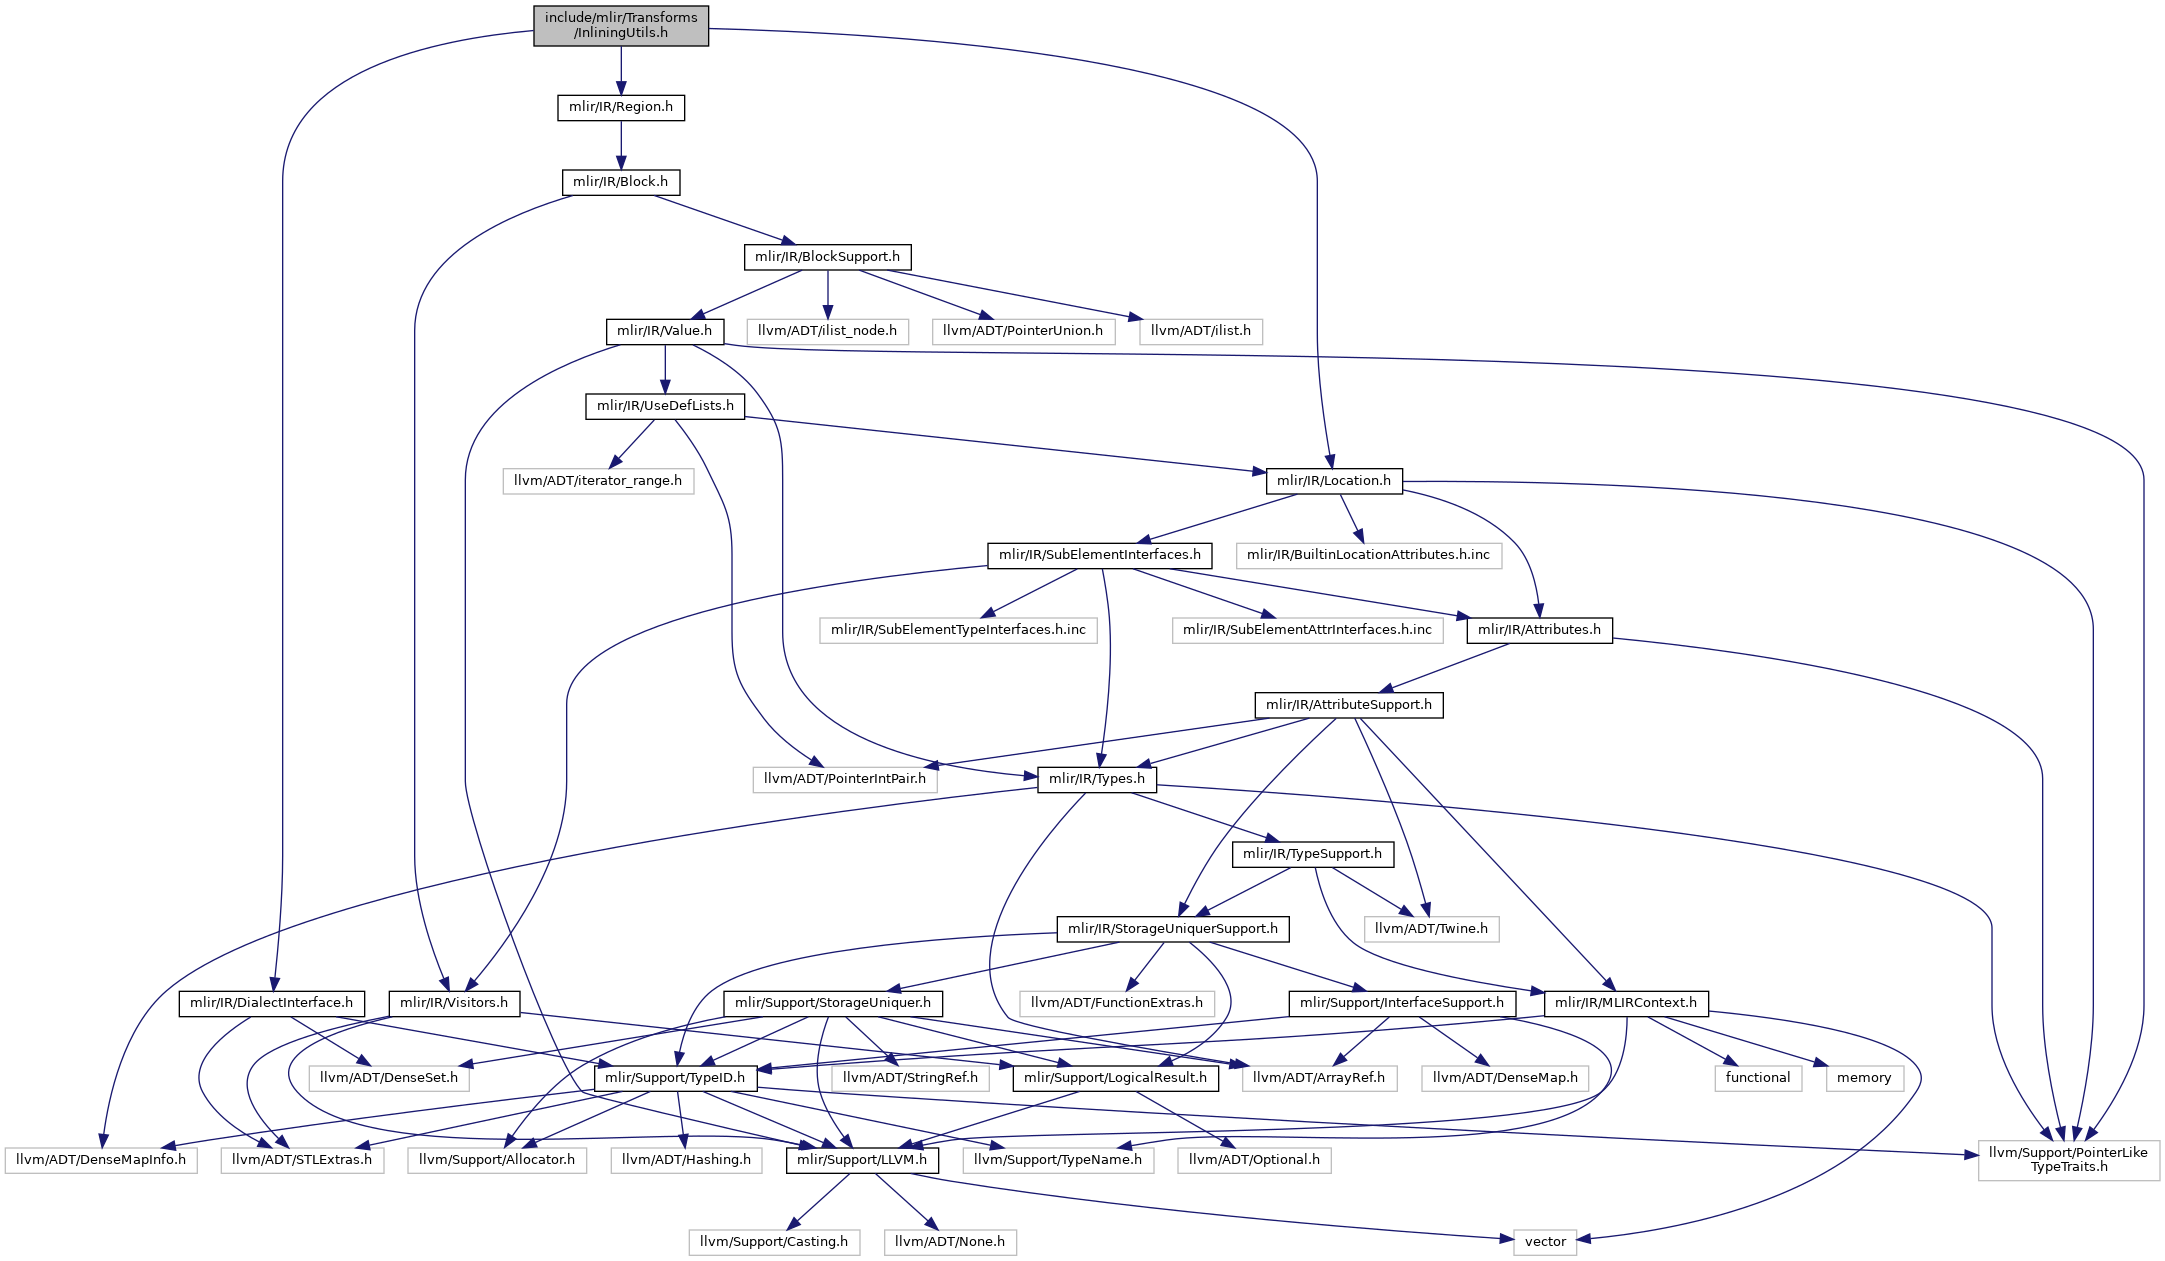 include/mlir/Transforms
/InliningUtils.h
mlir/IR/Region.h
mlir/IR/Block.h
mlir/IR/BlockSupport.h
mlir/IR/Value.h
llvm/ADT/ilist_node.h
llvm/ADT/PointerUnion.h
llvm/ADT/ilist.h
mlir/IR/UseDefLists.h
llvm/ADT/iterator_range.h
mlir/IR/Location.h
mlir/IR/SubElementInterfaces.h
mlir/IR/BuiltinLocationAttributes.h.inc
mlir/IR/SubElementTypeInterfaces.h.inc
mlir/IR/SubElementAttrInterfaces.h.inc
mlir/IR/Attributes.h
mlir/IR/AttributeSupport.h
llvm/ADT/PointerIntPair.h
mlir/IR/Types.h
mlir/IR/TypeSupport.h
mlir/IR/StorageUniquerSupport.h
llvm/ADT/Twine.h
mlir/IR/DialectInterface.h
mlir/IR/Visitors.h
mlir/Support/StorageUniquer.h
llvm/ADT/FunctionExtras.h
mlir/Support/InterfaceSupport.h
mlir/IR/MLIRContext.h
llvm/ADT/DenseSet.h
mlir/Support/TypeID.h
llvm/ADT/StringRef.h
mlir/Support/LogicalResult.h
llvm/ADT/ArrayRef.h
llvm/ADT/DenseMap.h
functional
memory
llvm/ADT/DenseMapInfo.h
llvm/ADT/STLExtras.h
llvm/Support/Allocator.h
llvm/ADT/Hashing.h
mlir/Support/LLVM.h
llvm/Support/TypeName.h
llvm/ADT/Optional.h
llvm/Support/PointerLike
TypeTraits.h
llvm/Support/Casting.h
llvm/ADT/None.h
vector